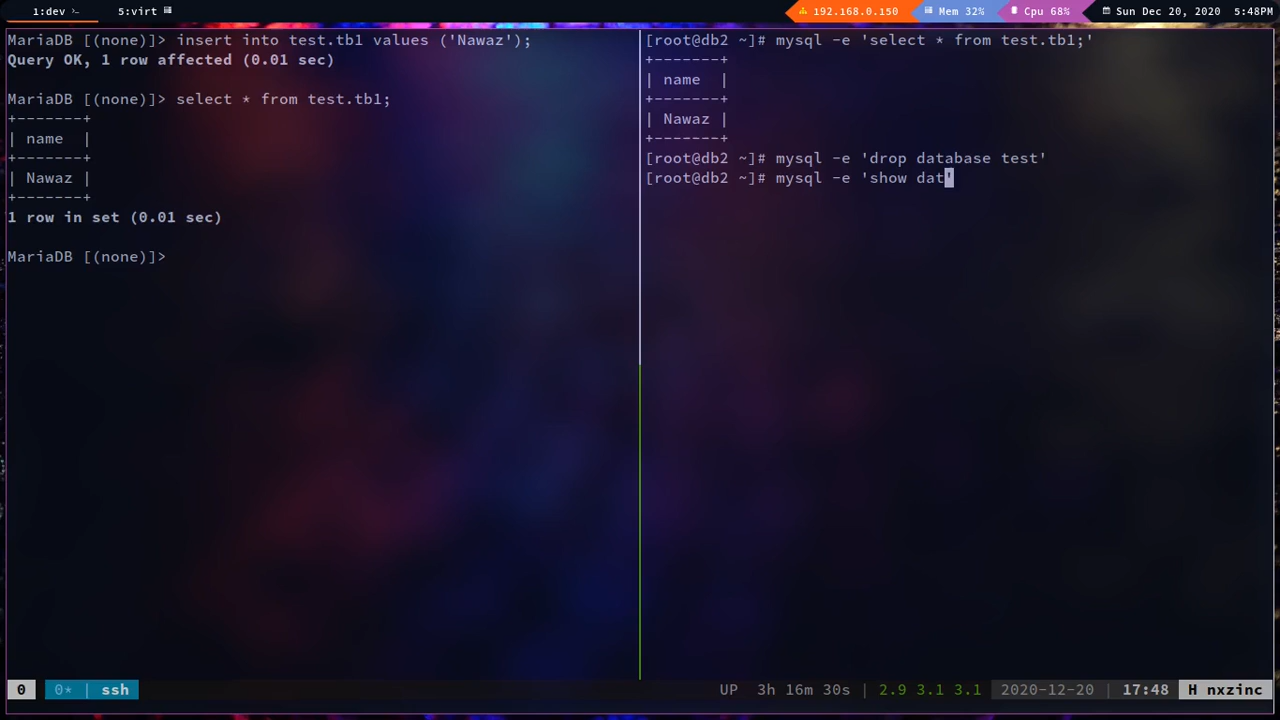 1:dev 5:virt 192.168.0.150 Mem 32% Cpu 68% Sun Dec 20, 2020 5:48PM
MariaDB [(none)]> insert into test.tb1 values ('Nawaz');
Query OK, 1 row affected (0.01 sec)
MariaDB [(none)]> select * from test.tb1;
+-------+
| name  |
+-------+
| Nawaz |
+-------+
1 row in set (0.01 sec)
MariaDB [(none)]>
[root@db2 ~]# mysql -e 'select * from test.tb1;'
+-------+
| name  |
+-------+
| Nawaz |
+-------+
[root@db2 ~]# mysql -e 'drop database test'
[root@db2 ~]# mysql -e 'show dat'
0 0* | ssh UP 3h 16m 30s | 2.9 3.1 3.1 | 2020-12-20 | 17:48 | H nxzinc